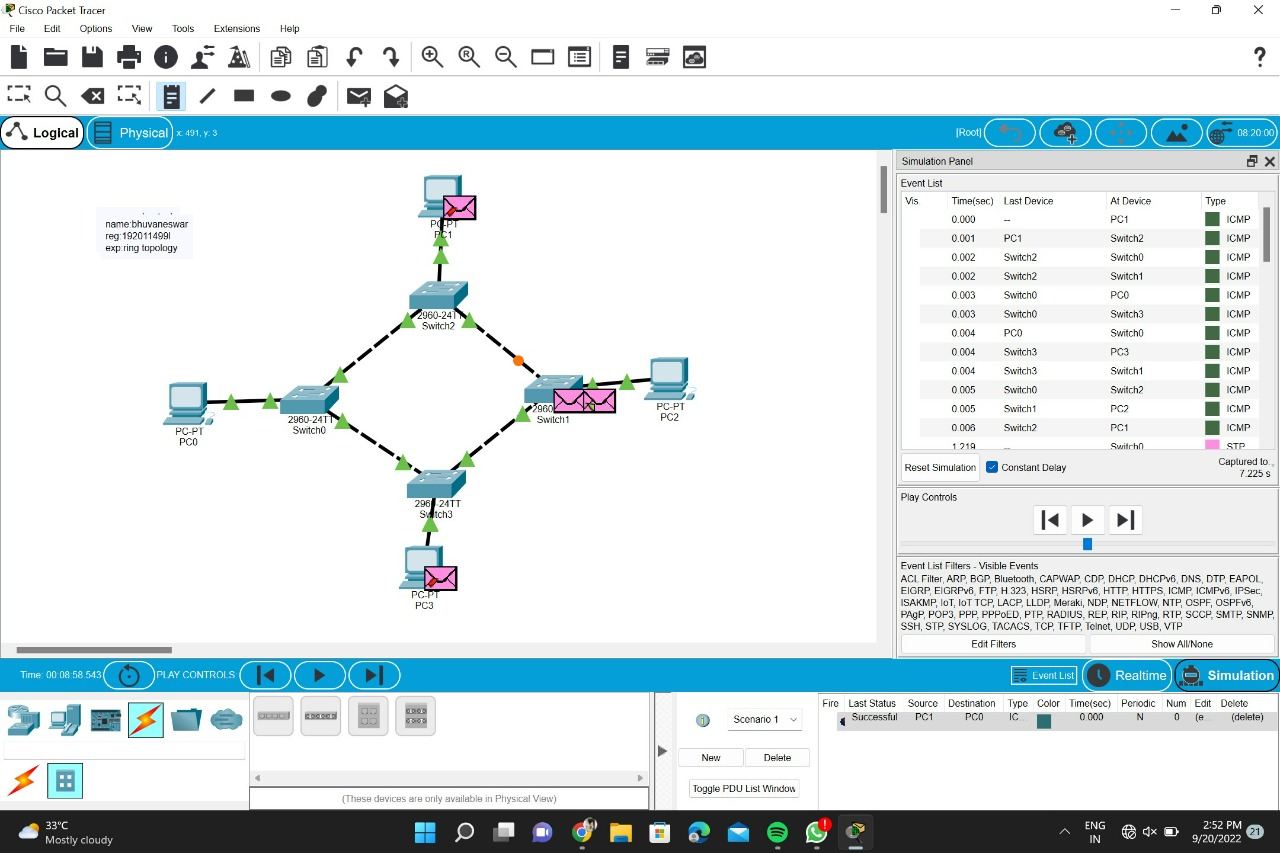 Cisco Packet Tracer
File Edit Options View Tools Extensions Help
Logical Physical x: 491, y: 3 [Root] 08:20:00
name:bhuvaneswar
exp:ring topology
PC-PT
PC1
2960-24TT
Switch2
PC-PT
PC0
2960-24TT
Switch0
2960
Switch1
PC-PT
PC2
2960-24TT
Switch3
PC-PT
PC3
Simulation Panel
Event List
Vis. Time(sec) Last Device At Device Type
0.000 -- PC1 ICMP
0.001 PC1 Switch2 ICMP
0.002 Switch2 Switch0 ICMP
0.002 Switch2 Switch1 ICMP
0.003 Switch0 PC0 ICMP
0.003 Switch0 Switch3 ICMP
0.004 PC0 Switch0 ICMP
0.004 Switch3 PC3 ICMP
0.004 Switch3 Switch1 ICMP
0.005 Switch0 Switch2 ICMP
0.005 Switch1 PC2 ICMP
0.006 Switch2 PC1 ICMP
1.219 -- Switch0 STP
Reset Simulation Constant Delay Captured to..
7.225 s
Play Controls
Event List Filters - Visible Events
ACL Filter, ARP, BGP, Bluetooth, CAPWAP, CDP, DHCP, DHCPv6, DNS, DTP, EAPOL,
EIGRP, EIGRPv6, FTP, H.323, HSRP, HSRPv6, HTTP, HTTPS, ICMP, ICMPv6, IPSec,
ISAKMP, IoT, IoT TCP, LACP, LLDP, Meraki, NDP, NETFLOW, NTP, OSPF, OSPFv6,
PAgP, POP3, PPP, PPPoED, PTP, RADIUS, REP, RIP, RIPng, RTP, SCCP, SMTP, SNMP,
SSH, STP, SYSLOG, TACACS, TCP, TFTP, Telnet, UDP, USB, VTP
Edit Filters Show All/None
Time: 00:08:58.543 PLAY CONTROLS Event List Realtime Simulation
Scenario 1
New Delete
Toggle PDU List Window
Fire Last Status Source Destination Type Color Time(sec) Periodic Num Edit Delete
Successful PC1 PC0 IC... 0.000 N 0 (e... (delete)
(These devices are only available in Physical View)
33°C
Mostly cloudy
ENG
IN
2:52 PM
9/20/2022
21